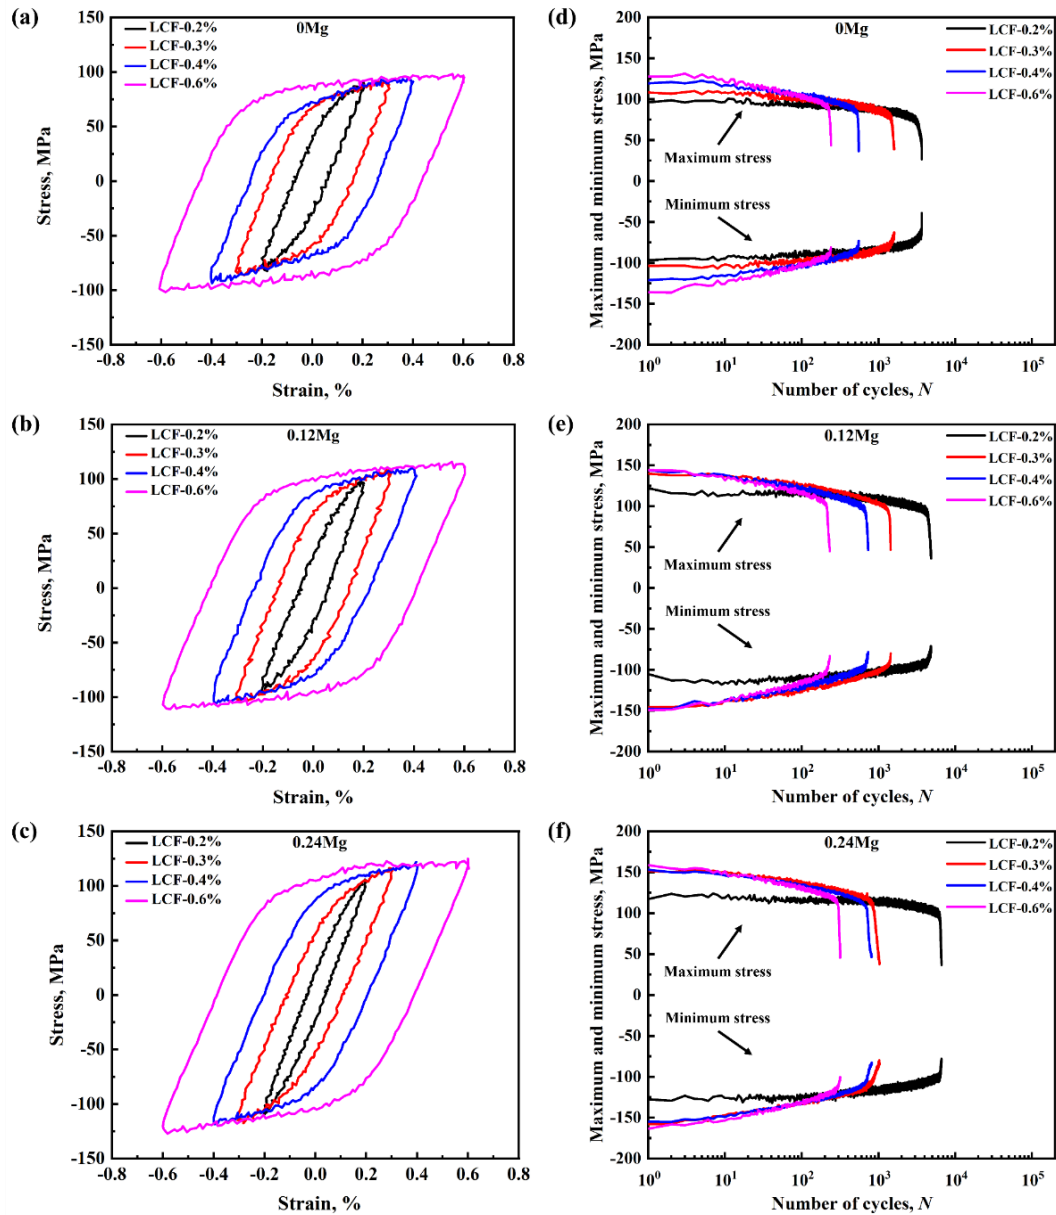 (a)
0Mg
LCF-0.2%
LCF-0.3%
LCF-0.4%
LCF-0.6%
150
100
50
0
-50
-100
-150
Stress, MPa
-0.8 -0.6 -0.4 -0.2 0.0 0.2 0.4 0.6 0.8
Strain, %
(d)
0Mg
LCF-0.2%
LCF-0.3%
LCF-0.4%
LCF-0.6%
200
150
100
50
0
-50
-100
-150
-200
Maximum and minimum stress, MPa
Maximum stress
Minimum stress
10^0 10^1 10^2 10^3 10^4 10^5
Number of cycles, N
(b)
0.12Mg
LCF-0.2%
LCF-0.3%
LCF-0.4%
LCF-0.6%
150
100
50
0
-50
-100
-150
Stress, MPa
-0.8 -0.6 -0.4 -0.2 0.0 0.2 0.4 0.6 0.8
Strain, %
(e)
0.12Mg
LCF-0.2%
LCF-0.3%
LCF-0.4%
LCF-0.6%
200
150
100
50
0
-50
-100
-150
-200
Maximum and minimum stress, MPa
Maximum stress
Minimum stress
10^0 10^1 10^2 10^3 10^4 10^5
Number of cycles, N
(c)
0.24Mg
LCF-0.2%
LCF-0.3%
LCF-0.4%
LCF-0.6%
150
100
50
0
-50
-100
-150
Stress, MPa
-0.8 -0.6 -0.4 -0.2 0.0 0.2 0.4 0.6 0.8
Strain, %
(f)
0.24Mg
LCF-0.2%
LCF-0.3%
LCF-0.4%
LCF-0.6%
200
150
100
50
0
-50
-100
-150
-200
Maximum and minimum stress, MPa
Maximum stress
Minimum stress
10^0 10^1 10^2 10^3 10^4 10^5
Number of cycles, N